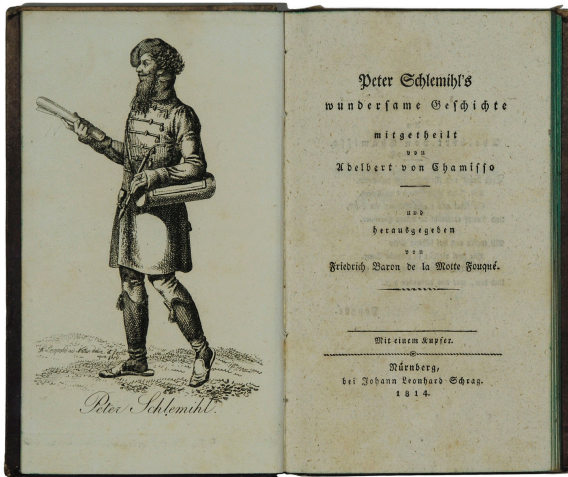 Peter Schlemihl.
Peter Schlemihl's
wundersame Geschichte
mitgetheilt
von
Adelbert von Chamisso
und
herausgegeben
von
Friedrich Baron de la Motte Fouqué.
Mit einem Kupfer.
Nürnberg,
bei Johann Leonhard Schrag.
1814.